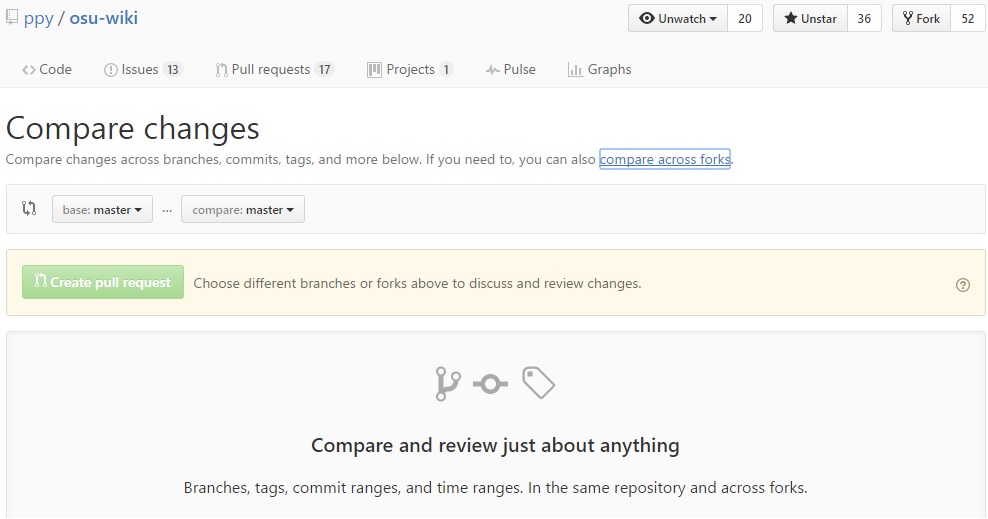 ppy / osu-wiki Unwatch 20 Unstar 36 Fork 52
Code Issues 13 Pull requests 17 Projects 1 Pulse Graphs
Compare changes
Compare changes across branches, commits, tags, and more below. If you need to, you can also compare across forks.
base: master ... compare: master
Create pull request Choose different branches or forks above to discuss and review changes.
Compare and review just about anything
Branches, tags, commit ranges, and time ranges. In the same repository and across forks.